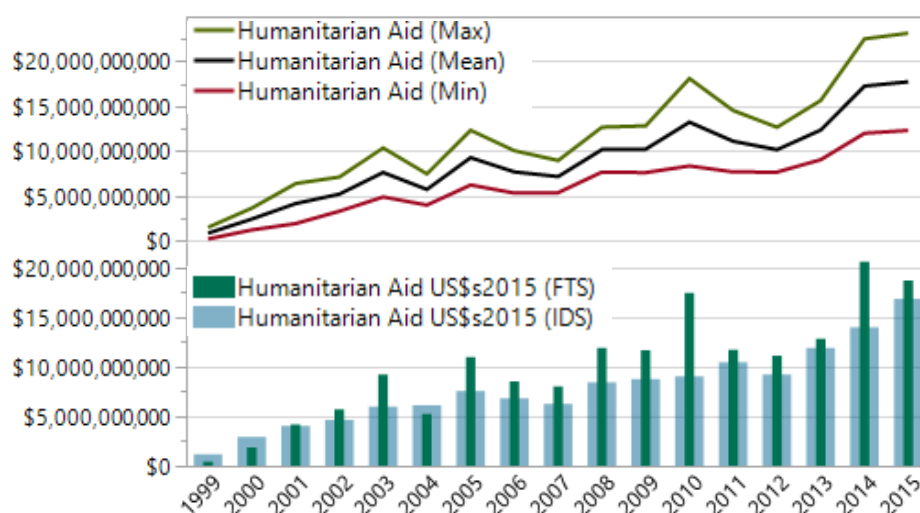 Humanitarian Aid (Max)
$20,000,000,000
Humanitarian Aid (Mean)
Humanitarian Aid (Min)
$15,000,000,000
$10,000,000,000
$5,000,000,000
$0
$20,000,000,000
Humanitarian Aid US$s2015 (FTS)
Humanitarian Aid US$s2015 (IDS)
$15,000,000,000
$10,000,000,000
$5,000,000,000
$0
1999 2000 2001 2002 2003 2004 2005 2006 2007 2008 2009 2010 2011 2012 2013 2014 2015